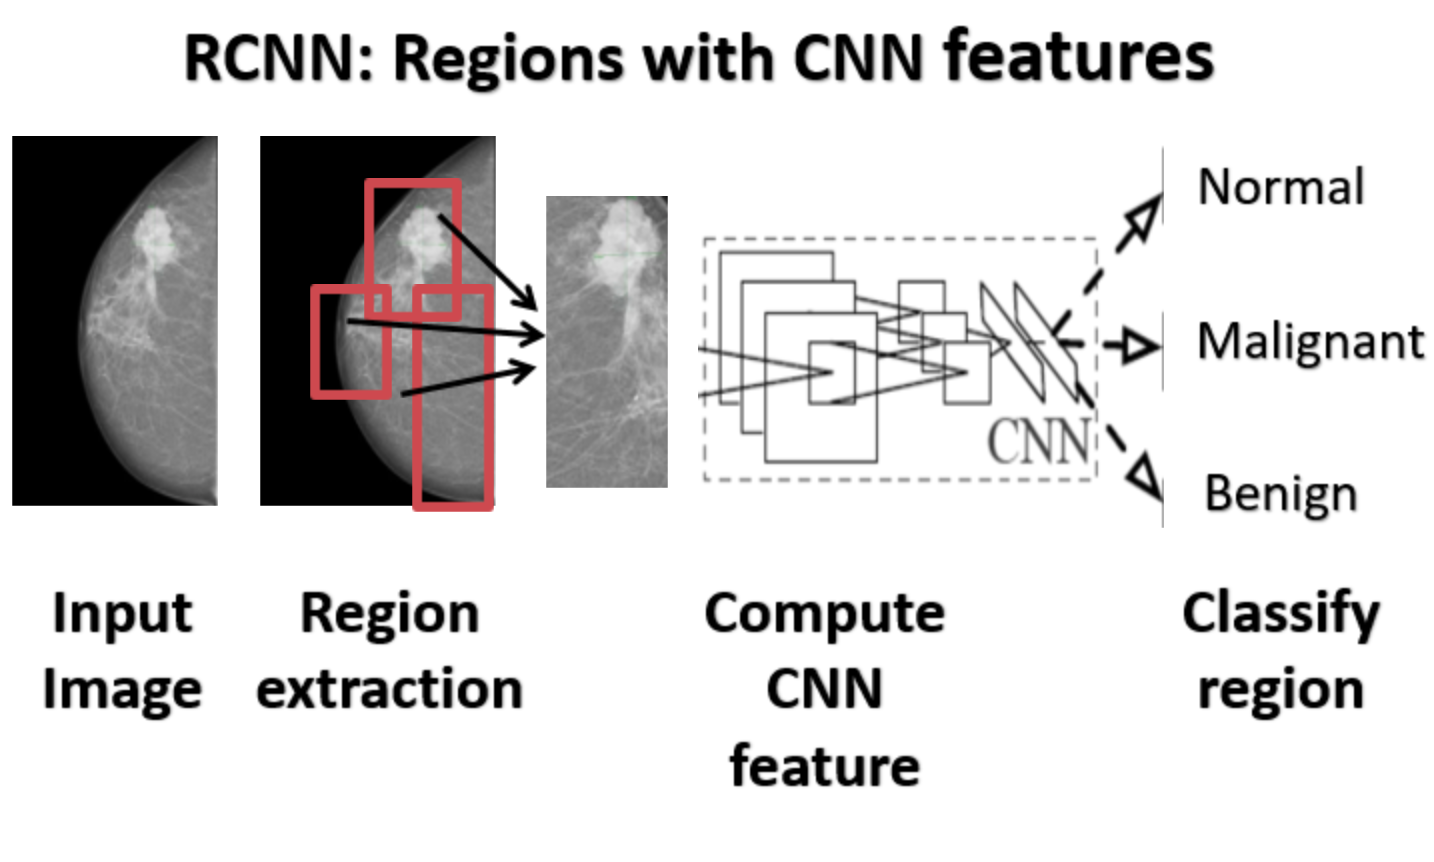 RCNN: Regions with CNN features
Normal
Malignant
Benign
CNN
Input
Image
Region
extraction
Compute
CNN
feature
Classify
region